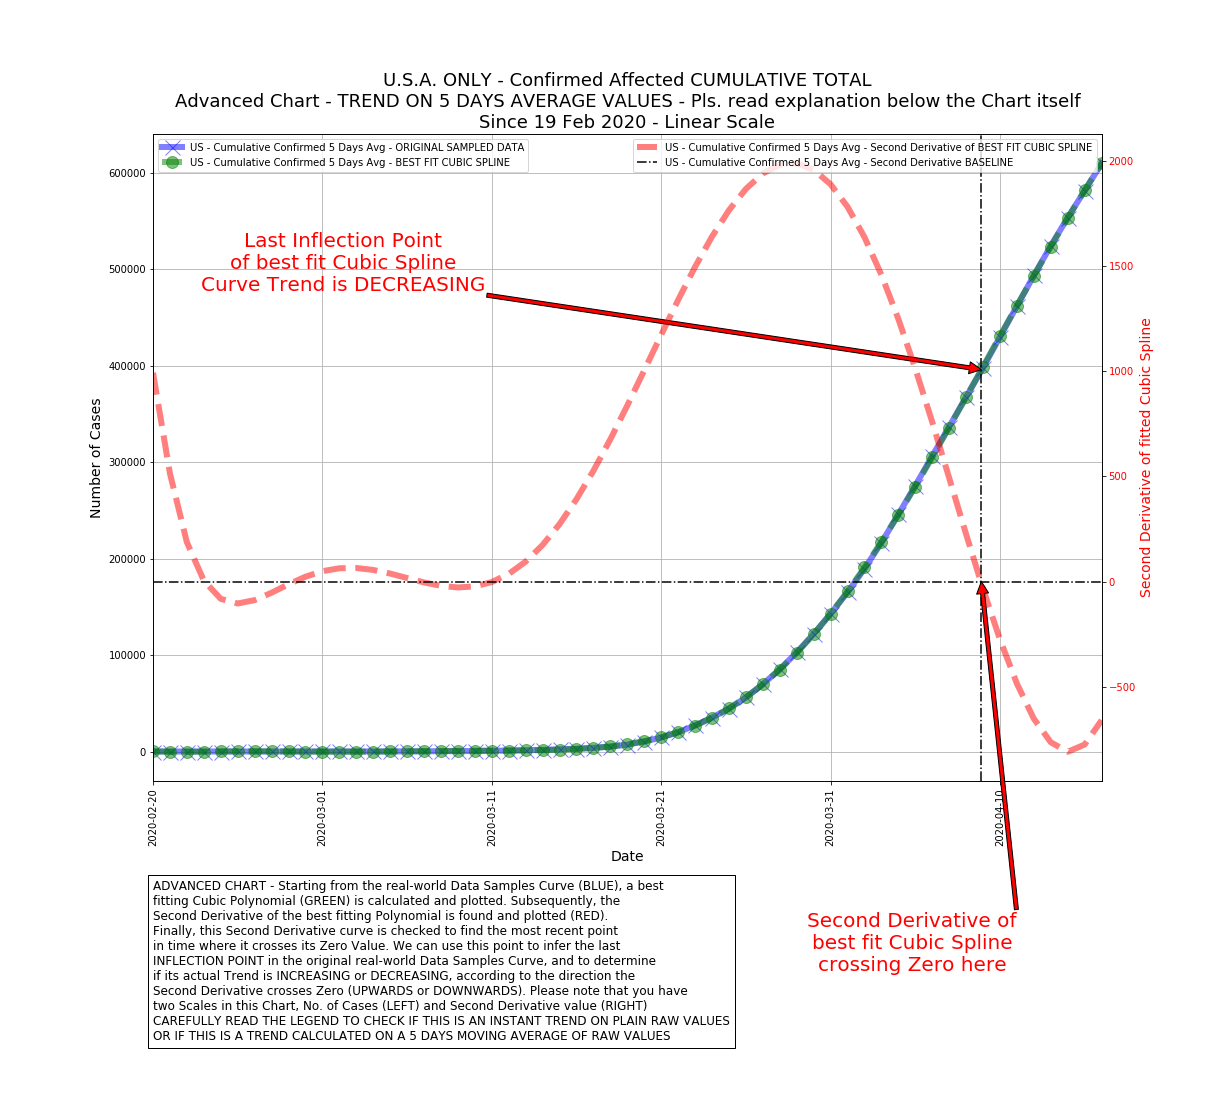 U.S.A. ONLY - Confirmed Affected CUMULATIVE TOTAL
Advanced Chart - TREND ON 5 DAYS AVERAGE VALUES - Pls. read explanation below the Chart itself
Since 19 Feb 2020 - Linear Scale
US - Cumulative Confirmed 5 Days Avg - ORIGINAL SAMPLED DATA
US - Cumulative Confirmed 5 Days Avg - BEST FIT CUBIC SPLINE
US - Cumulative Confirmed 5 Days Avg - Second Derivative of BEST FIT CUBIC SPLINE
US - Cumulative Confirmed 5 Days Avg - Second Derivative BASELINE
Last Inflection Point
of best fit Cubic Spline
Curve Trend is DECREASING
Number of Cases
600000
500000
400000
300000
200000
100000
0
2000
1500
1000
500
0
−500
Second Derivative of fitted Cubic Spline
2020-02-20
2020-03-01
2020-03-11
2020-03-21
2020-03-31
2020-04-10
Date
Second Derivative of
best fit Cubic Spline
crossing Zero here
ADVANCED CHART - Starting from the real-world Data Samples Curve (BLUE), a best
fitting Cubic Polynomial (GREEN) is calculated and plotted. Subsequently, the
Second Derivative of the best fitting Polynomial is found and plotted (RED).
Finally, this Second Derivative curve is checked to find the most recent point
in time where it crosses its Zero Value. We can use this point to infer the last
INFLECTION POINT in the original real-world Data Samples Curve, and to determine
if its actual Trend is INCREASING or DECREASING, according to the direction the
Second Derivative crosses Zero (UPWARDS or DOWNWARDS). Please note that you have
two Scales in this Chart, No. of Cases (LEFT) and Second Derivative value (RIGHT)
CAREFULLY READ THE LEGEND TO CHECK IF THIS IS AN INSTANT TREND ON PLAIN RAW VALUES
OR IF THIS IS A TREND CALCULATED ON A 5 DAYS MOVING AVERAGE OF RAW VALUES